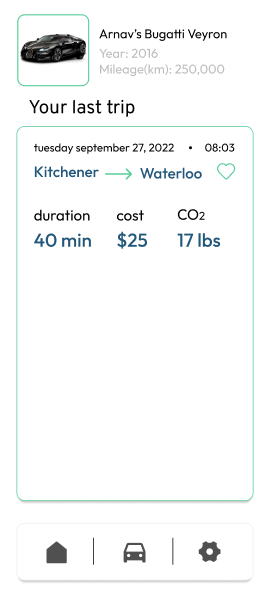 Arnav's Bugatti Veyron
Year: 2016
Mileage(km): 250,000
Your last trip
tuesday september 27, 2022 • 08:03
Kitchener → Waterloo
duration cost CO2
40 min $25 17 lbs